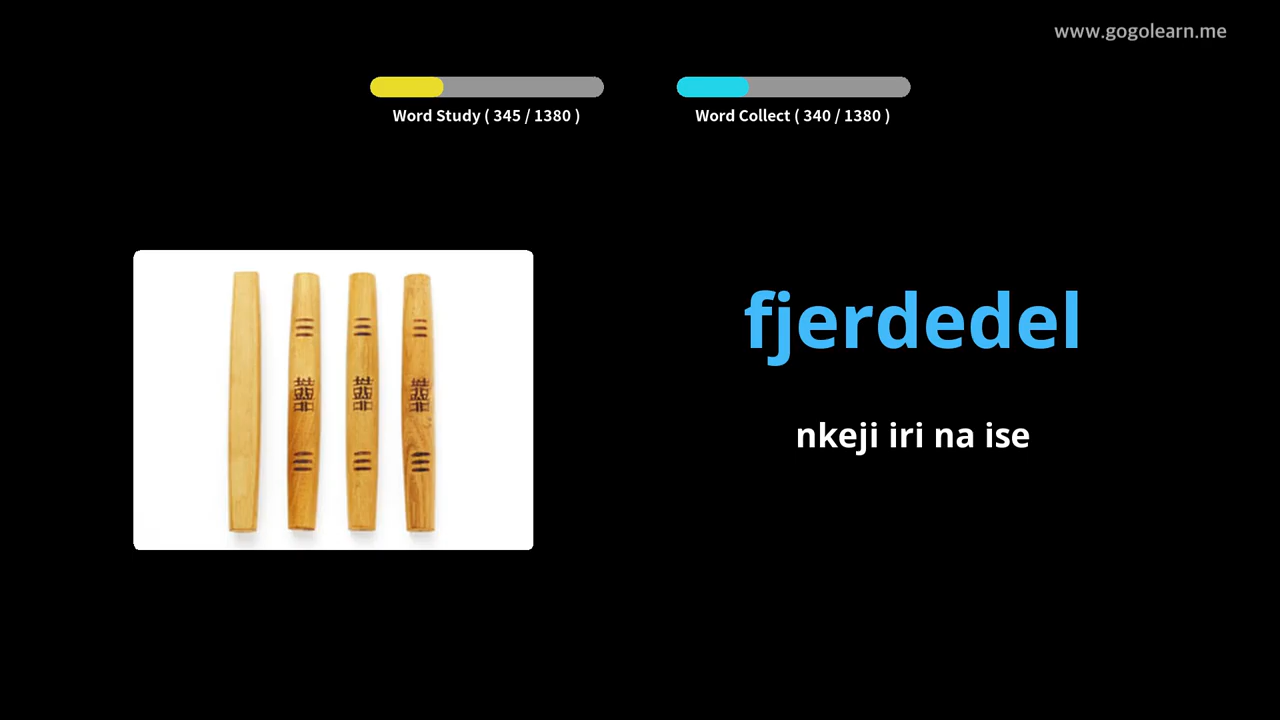 www.gogolearn.me
Word Study ( 345 / 1380 )
Word Collect ( 340 / 1380 )
fjerdedel
nkeji iri na ise